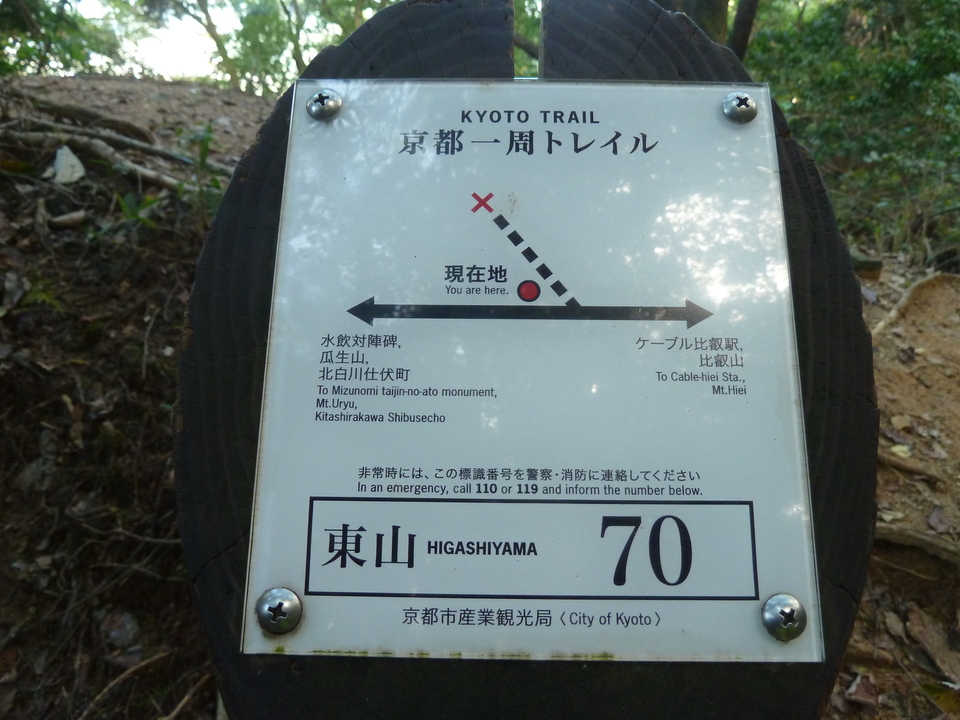 KYOTO TRAIL
京都一周トレイル
現在地
You are here.
水飲対陣碑,
瓜生山,
北白川仕伏町
To Mizunomi taijin-no-ato monument,
Mt.Uryu,
Kitashirakawa Shibusecho
ケーブル比叡駅,
比叡山
To Cable-hiei Sta.,
Mt.Hiei
非常時には、この標識番号を警察・消防に連絡してください
In an emergency, call 110 or 119 and inform the number below.
東山 HIGASHIYAMA 70
京都市産業観光局〈City of Kyoto〉